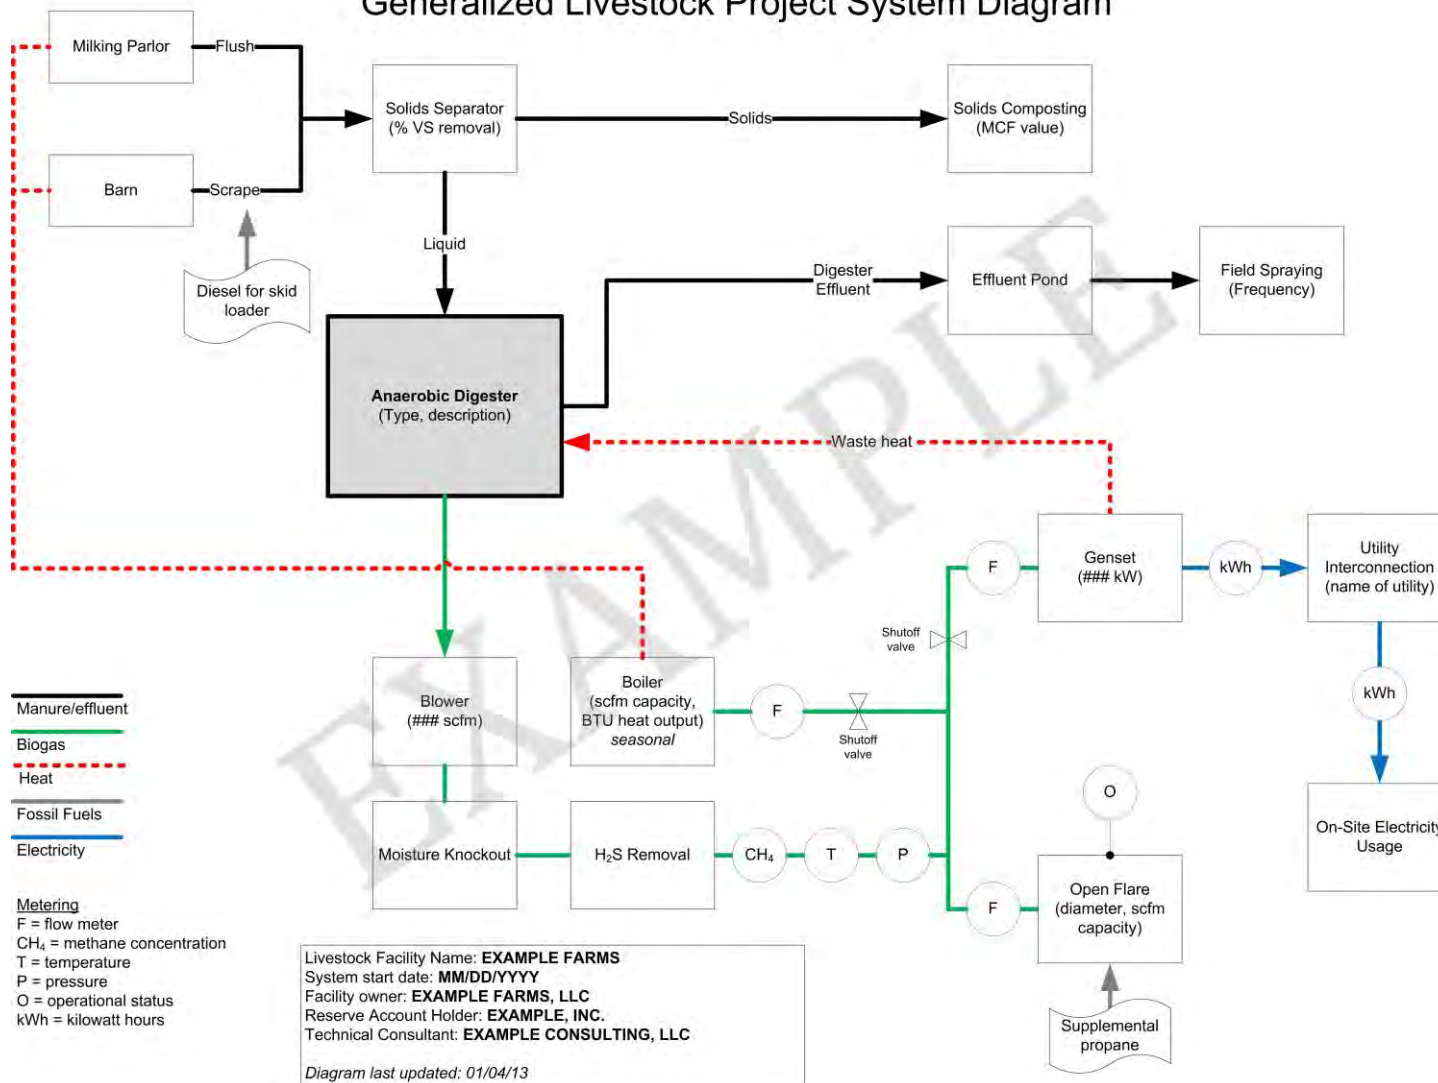 Generalized Livestock Project System Diagram
Milking Parlor
Flush
Solids Separator
(% VS removal)
Solids
Solids Composting
(MCF value)
Barn
Scrape
Liquid
Diesel for skid
loader
Digester
Effluent
Effluent Pond
Field Spraying
(Frequency)
Anaerobic Digester
(Type, description)
Waste heat
EXAMPLE
F
Genset
(### kW)
kWh
Utility
Interconnection
(name of utility)
Shutoff
valve
Blower
(### scfm)
Boiler
(scfm capacity,
BTU heat output)
seasonal
F
Shutoff
valve
kWh
Manure/effluent
Biogas
Heat
Fossil Fuels
Electricity
O
Moisture Knockout
H₂S Removal
CH₄
T
P
On-Site Electricity
Usage
F
Open Flare
(diameter, scfm
capacity)
Supplemental
propane
Metering
F = flow meter
CH₄ = methane concentration
T = temperature
P = pressure
O = operational status
kWh = kilowatt hours
Livestock Facility Name: EXAMPLE FARMS
System start date: MM/DD/YYYY
Facility owner: EXAMPLE FARMS, LLC
Reserve Account Holder: EXAMPLE, INC.
Technical Consultant: EXAMPLE CONSULTING, LLC
Diagram last updated: 01/04/13